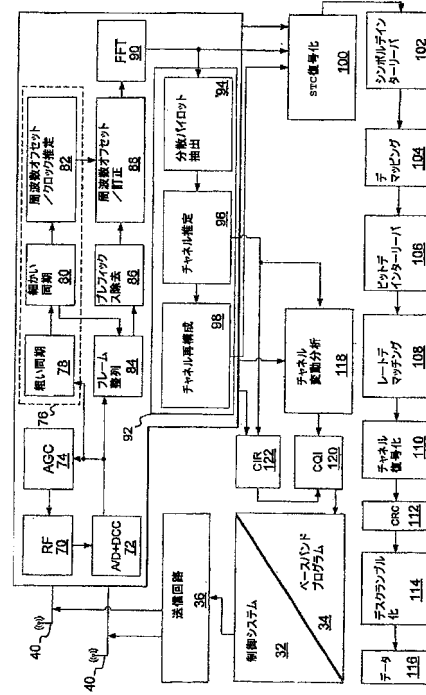 40
40
RF
70
AGC
74
A/D+DCC
72
76
粗い同期
78
細かい同期
80
周波数オフセット
/クロック推定
82
フレーム
整列
84
プレフィック
ス除去
86
周波数オフセット
/訂正
88
FFT
90
92
分散パイロット
抽出
94
チャネル推定
96
チャネル再構成
98
STC復号化
100
シンボルデイン
ターリーバ
102
デ
マッピング
104
ビットデ
インターリーバ
106
レートデ
マッチング
108
チャネル
復号化
110
CRC
112
デスクランブル
化
114
データ
116
チャネル
変動分析
118
CQI
120
CIR
122
送信回路
36
制御システム
32
ベースバンド
プログラム
34